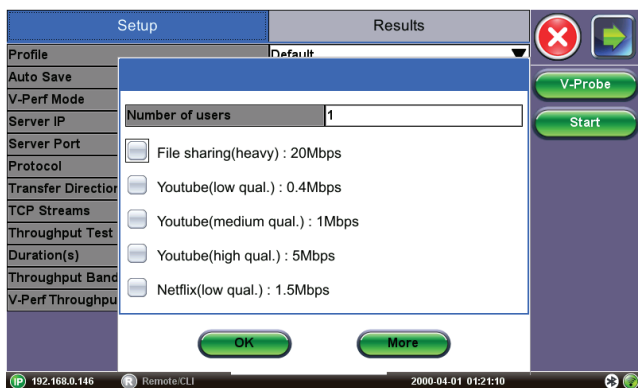 Setup
Results
Profile
Default
Auto Save
V-Perf Mode
Server IP
Server Port
Protocol
Transfer Direction
TCP Streams
Throughput Test
Duration(s)
Throughput Band
V-Perf Throughpu
Number of users
1
File sharing(heavy) : 20Mbps
Youtube(low qual.) : 0.4Mbps
Youtube(medium qual.) : 1Mbps
Youtube(high qual.) : 5Mbps
Netflix(low qual.) : 1.5Mbps
OK
More
V-Probe
Start
IP 192.168.0.146
R Remote/CLI
2000-04-01 01:21:10